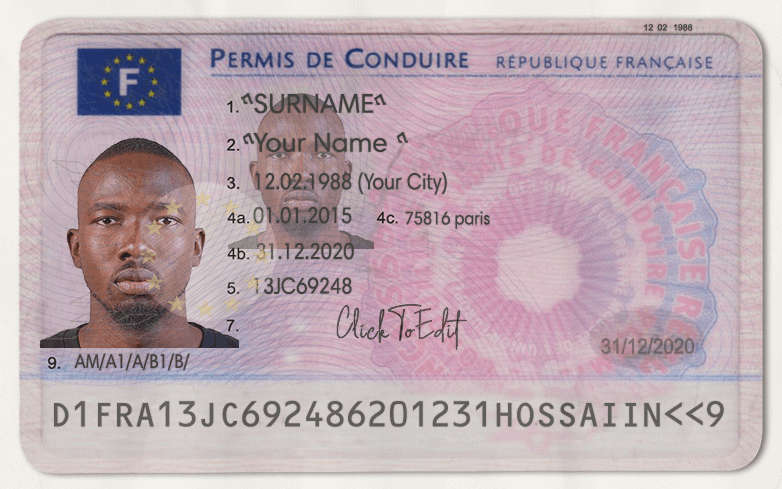 12 02 1988
PERMIS DE CONDUIRE RÉPUBLIQUE FRANÇAISE
F
1. "SURNAME"
2. "Your Name "
3. 12.02.1988 (Your City)
4a. 01.01.2015 4c. 75816 paris
4b. 31.12.2020
5. 13JC69248
7. ClickToEdit
31/12/2020
9. AM/A1/A/B1/B/
D1FRA13JC692486201231HOSSAIIN<<9